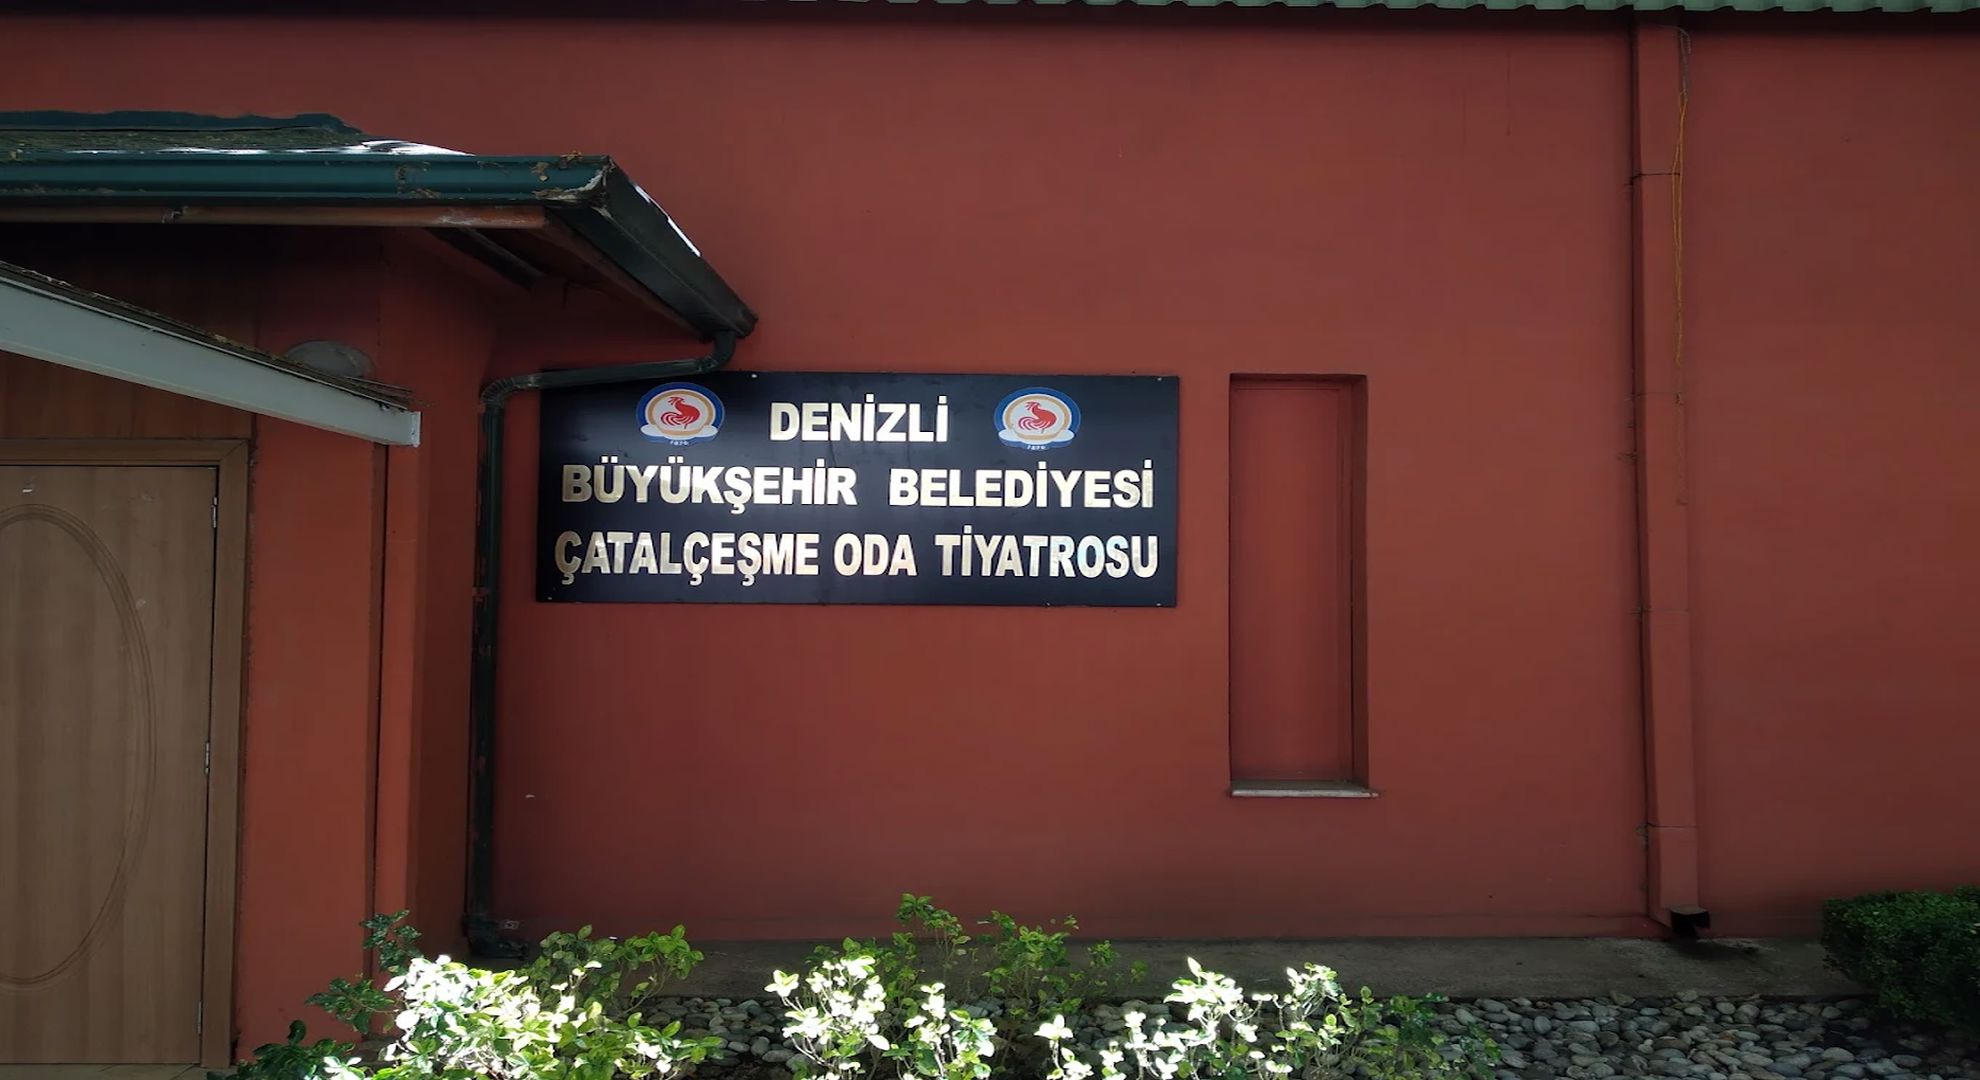 DENİZLİ
BÜYÜKŞEHİR BELEDİYESİ
ÇATALÇEŞME ODA TİYATROSU